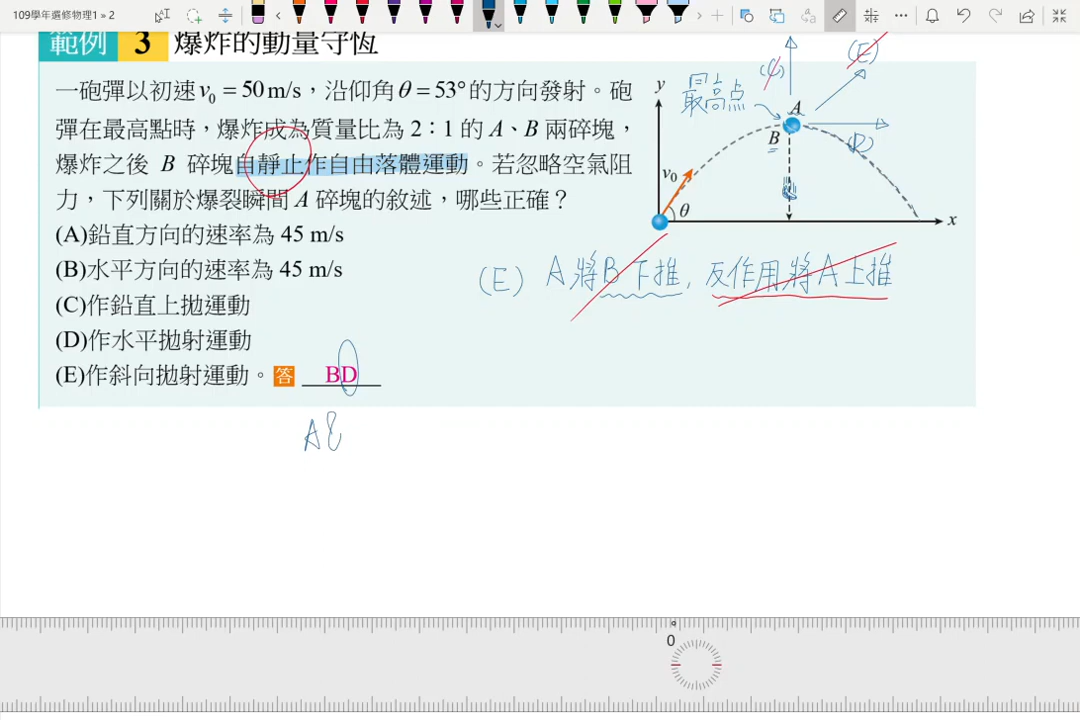 109學年選修物理1 » 2
範例 3 爆炸的動量守恆
一砲彈以初速v₀ = 50 m/s，沿仰角θ = 53°的方向發射。砲
彈在最高點時，爆炸成為質量比為 2：1 的 A、B 兩碎塊，
爆炸之後 B 碎塊自靜止作自由落體運動。若忽略空氣阻
力，下列關於爆裂瞬間 A 碎塊的敘述，哪些正確？
(A)鉛直方向的速率為 45 m/s
(B)水平方向的速率為 45 m/s
(C)作鉛直上拋運動
(D)作水平拋射運動
(E)作斜向拋射運動。答 BD
y
最高点
(C)
(E)
A
B
(D)
v₀
θ
x
(E) A將B下推, 反作用將A上推
0